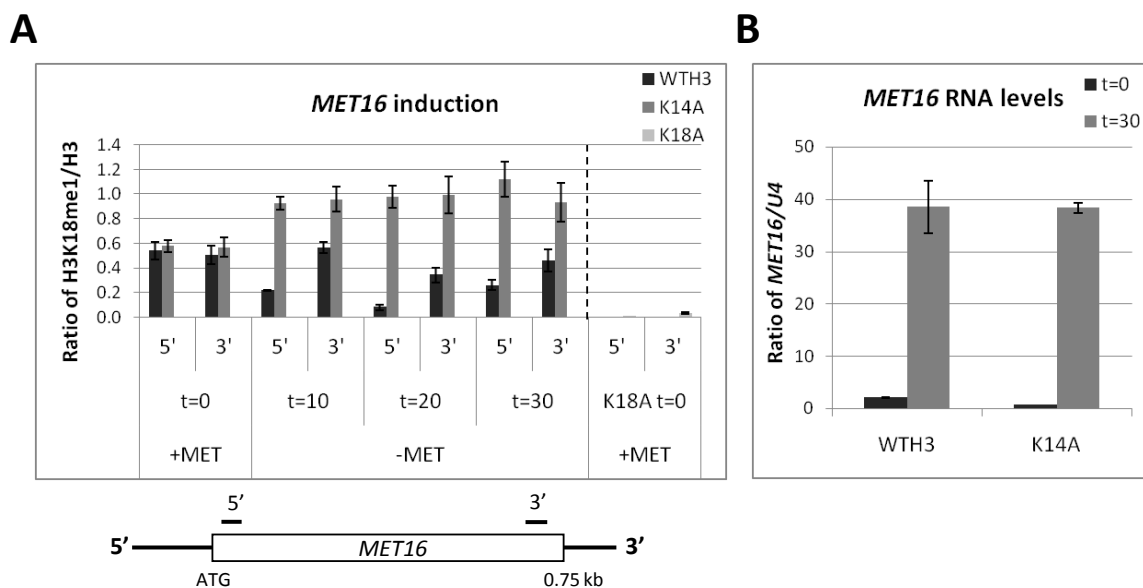 A
MET16 induction
WTH3
K14A
K18A
Ratio of H3K18me1/H3
1.4
1.2
1.0
0.8
0.6
0.4
0.2
0.0
5' 3' 5' 3' 5' 3' 5' 3' 5' 3'
t=0 t=10 t=20 t=30 K18A t=0
+MET -MET +MET
5’ 3’
5’ MET16 3’
ATG 0.75 kb
B
MET16 RNA levels
t=0
t=30
Ratio of MET16/U4
50
40
30
20
10
0
WTH3 K14A